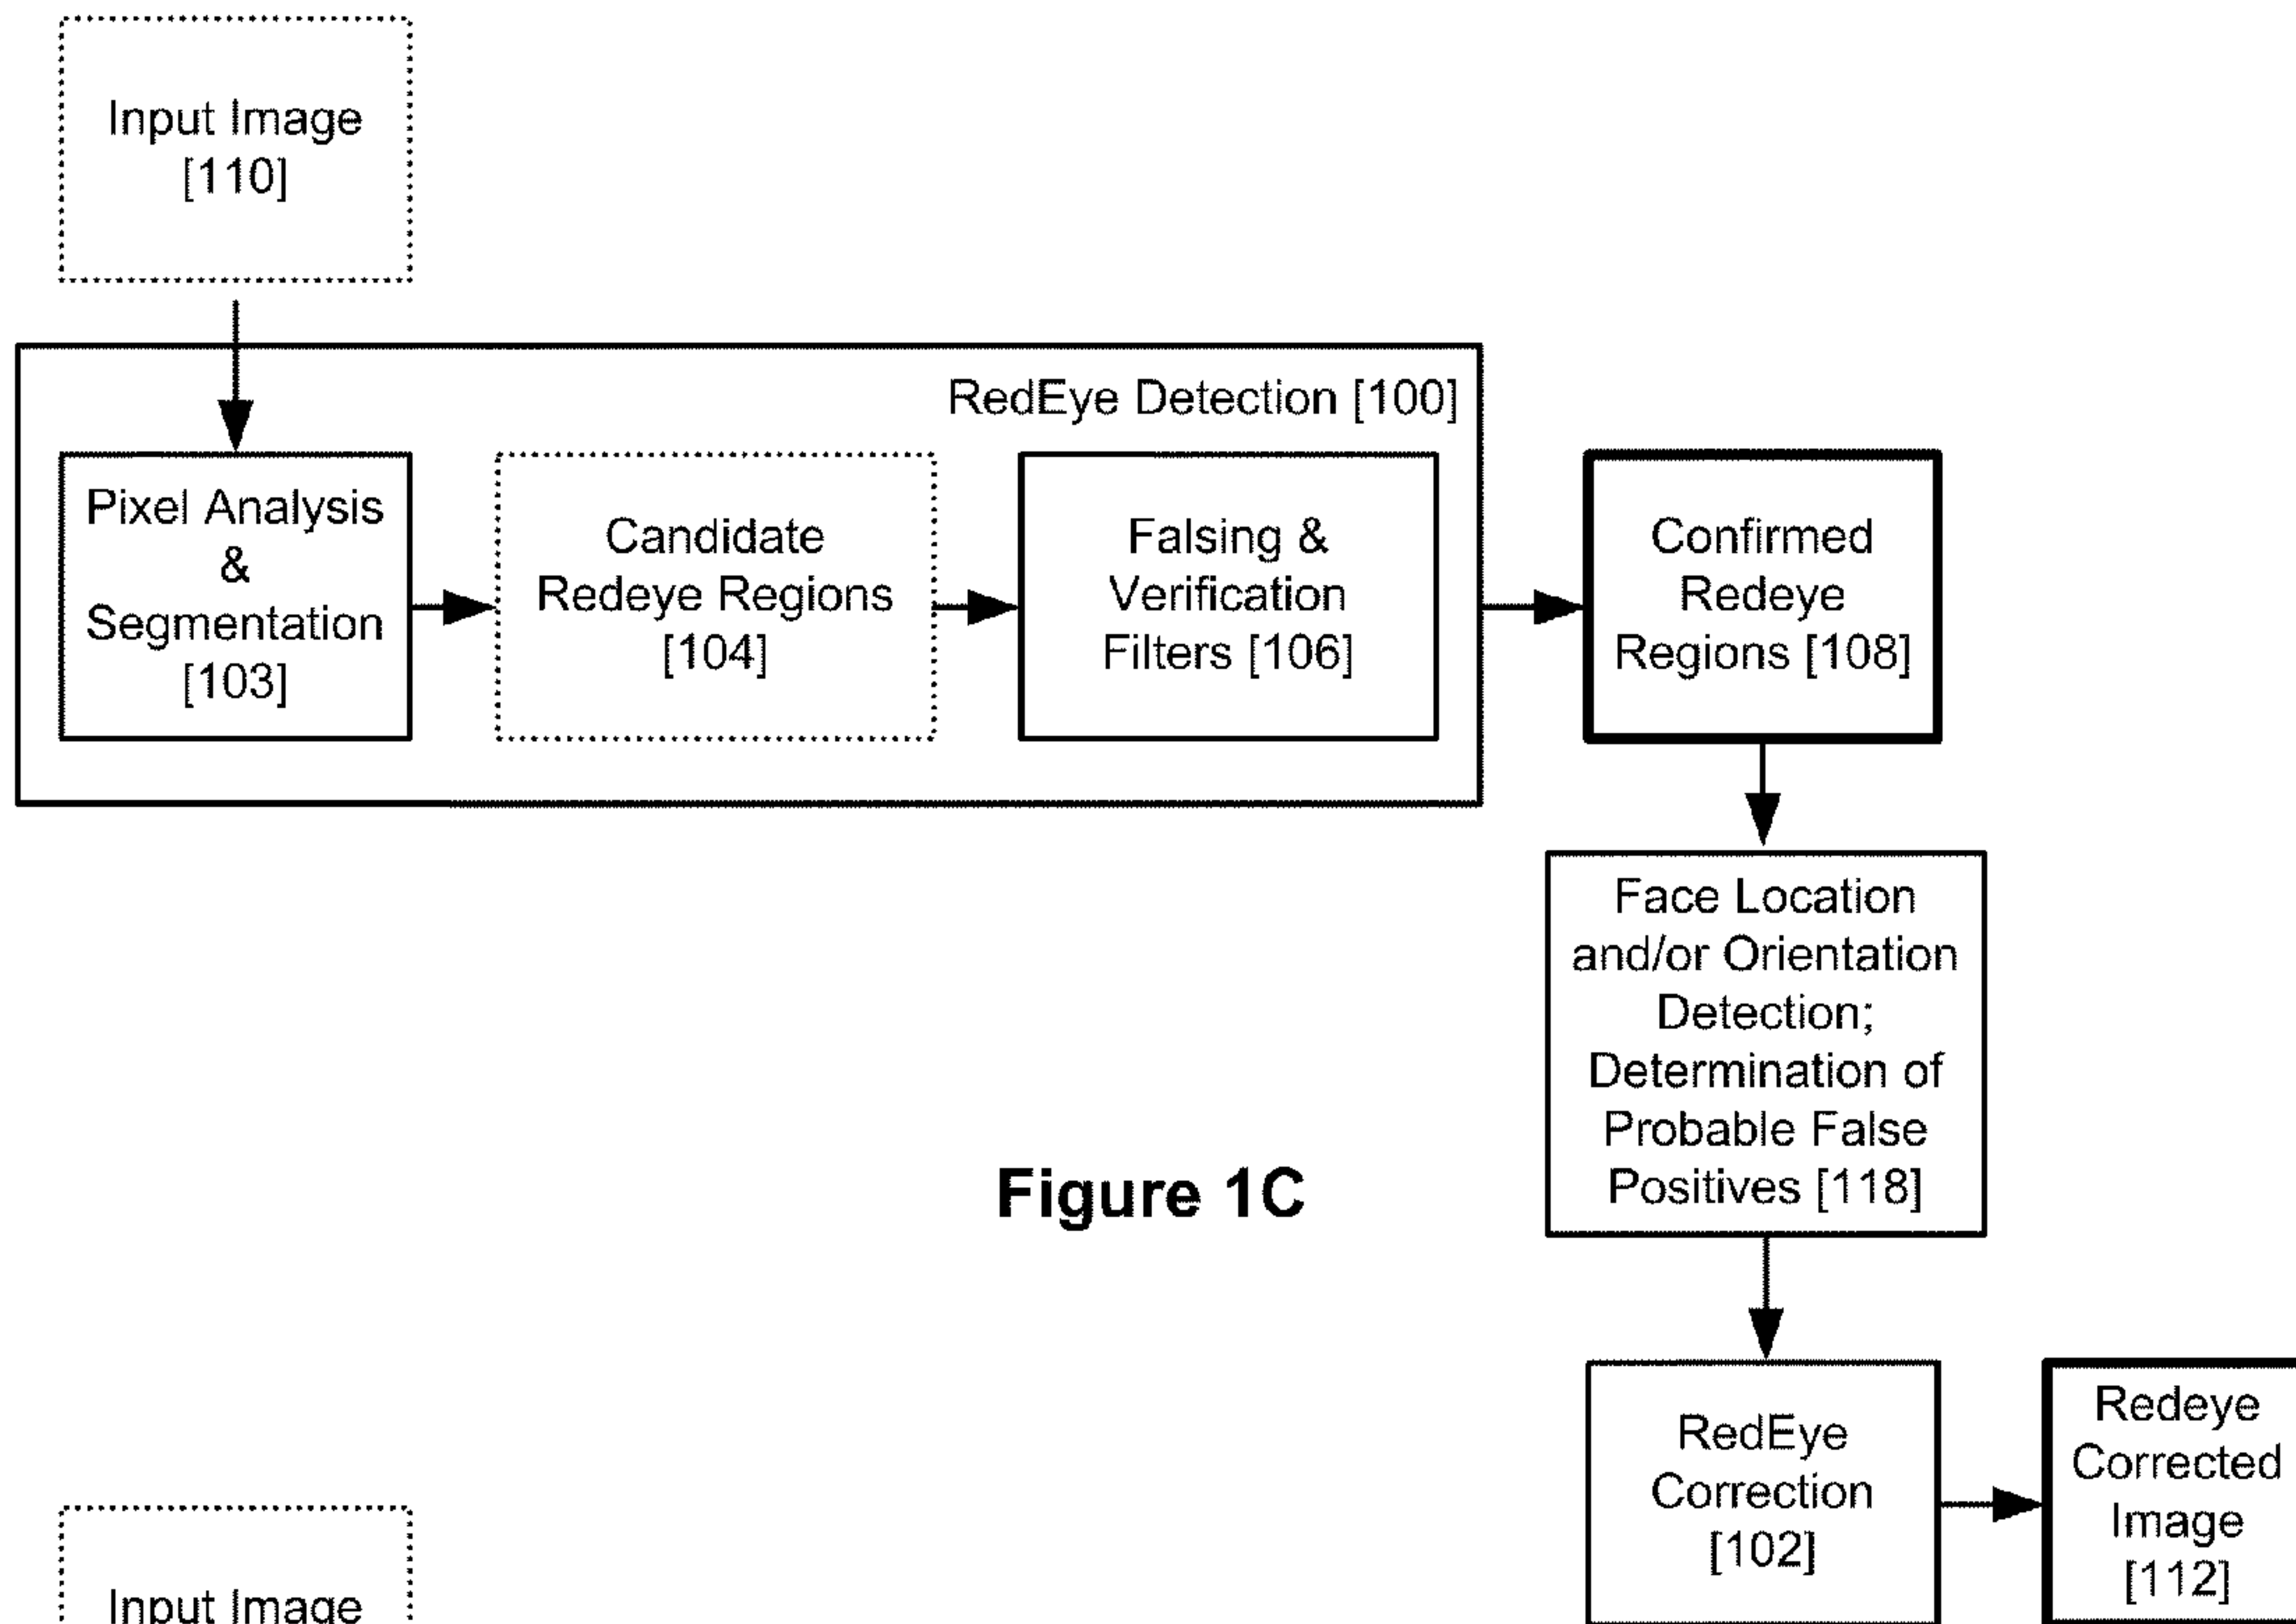 Input Image
[110]
RedEye Detection [100]
Pixel Analysis
&
Segmentation
[103]
Candidate
Redeye Regions
[104]
Falsing &
Verification
Filters [106]
Confirmed
Redeye
Regions [108]
Face Location
and/or Orientation
Detection;
Determination of
Probable False
Positives [118]
Figure 1C
RedEye
Correction
[102]
Redeye
Corrected
Image
[112]
Input Image